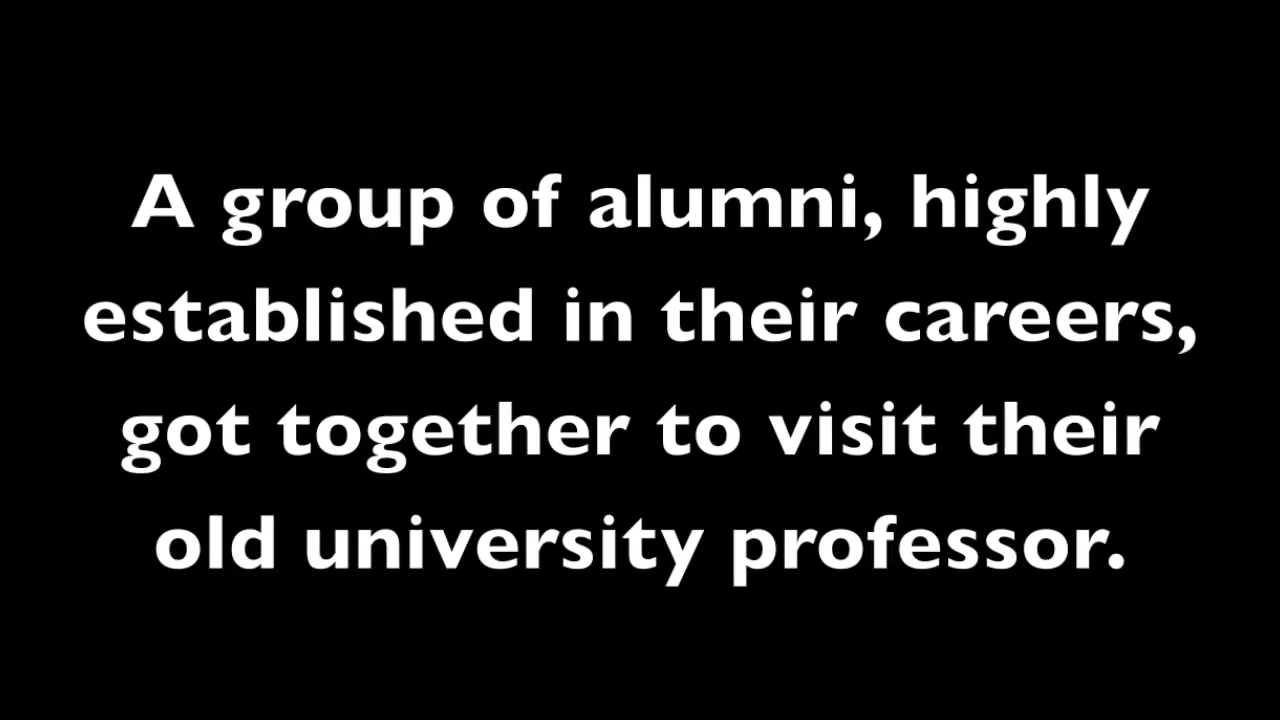 A group of alumni, highly
established in their careers,
got together to visit their
old university professor.